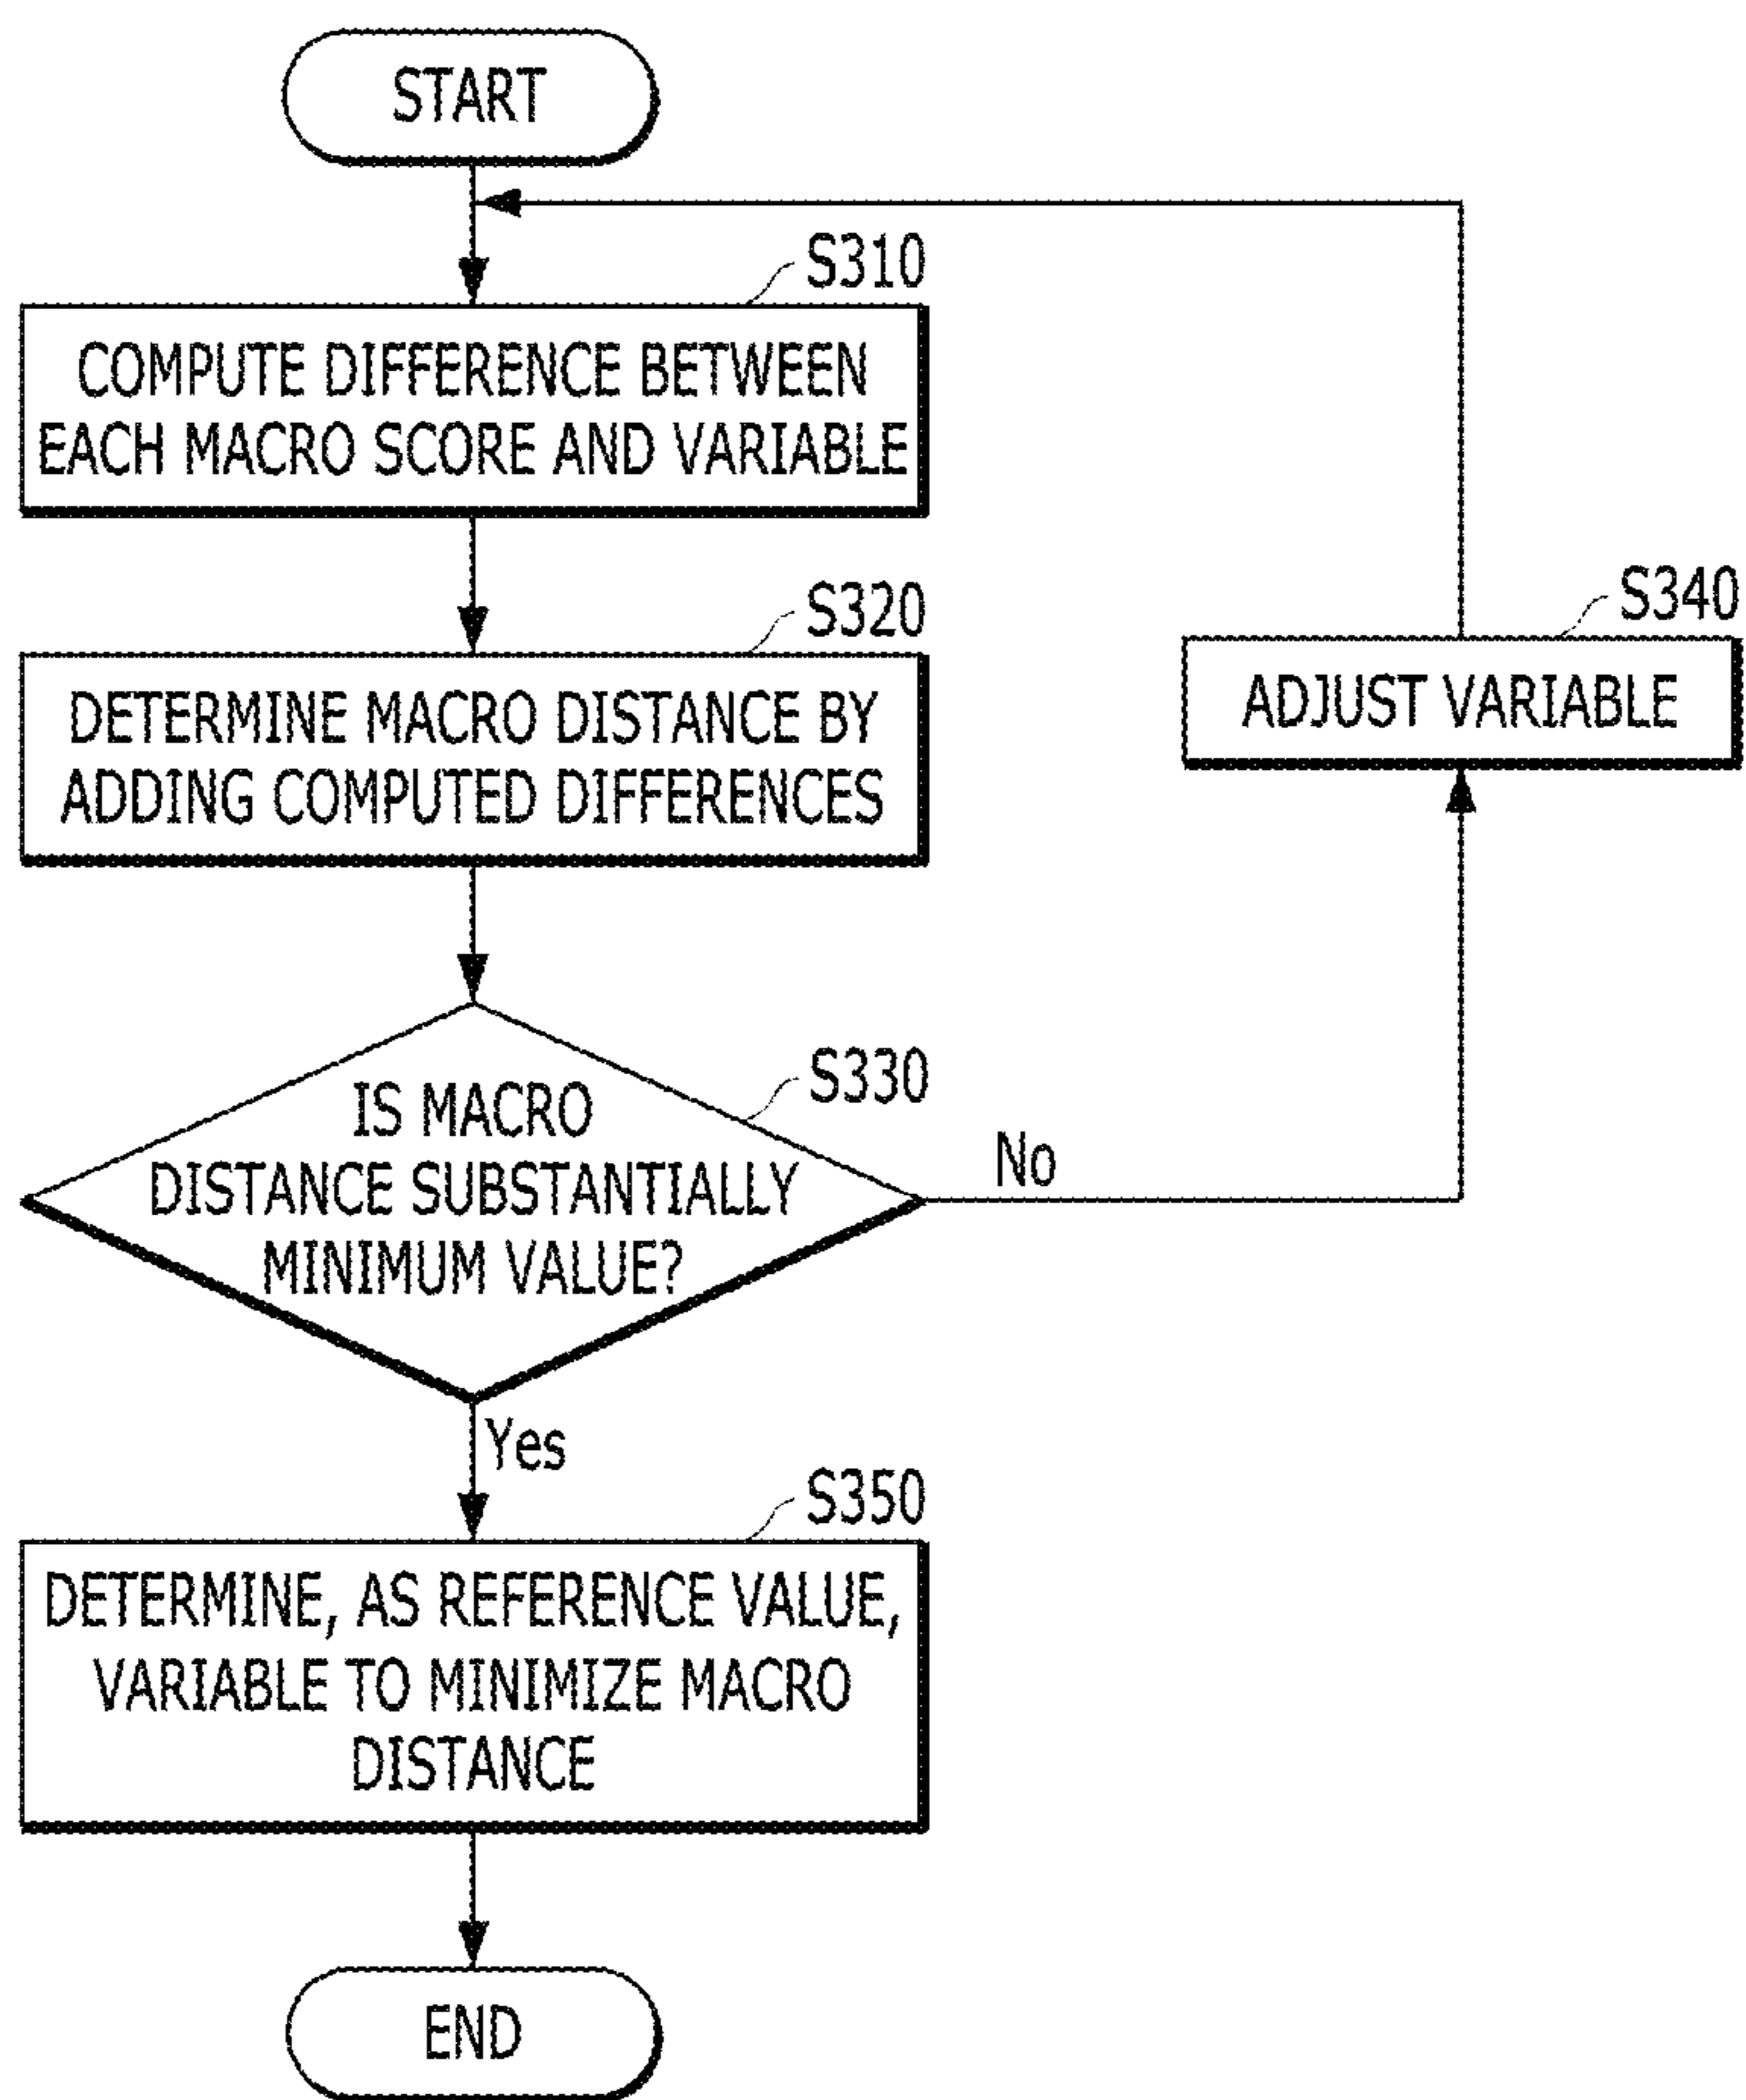 START
S310
COMPUTE DIFFERENCE BETWEEN
EACH MACRO SCORE AND VARIABLE
S320
DETERMINE MACRO DISTANCE BY
ADDING COMPUTED DIFFERENCES
S340
ADJUST VARIABLE
S330
IS MACRO
DISTANCE SUBSTANTIALLY
MINIMUM VALUE?
No
Yes
S350
DETERMINE, AS REFERENCE VALUE,
VARIABLE TO MINIMIZE MACRO
DISTANCE
END